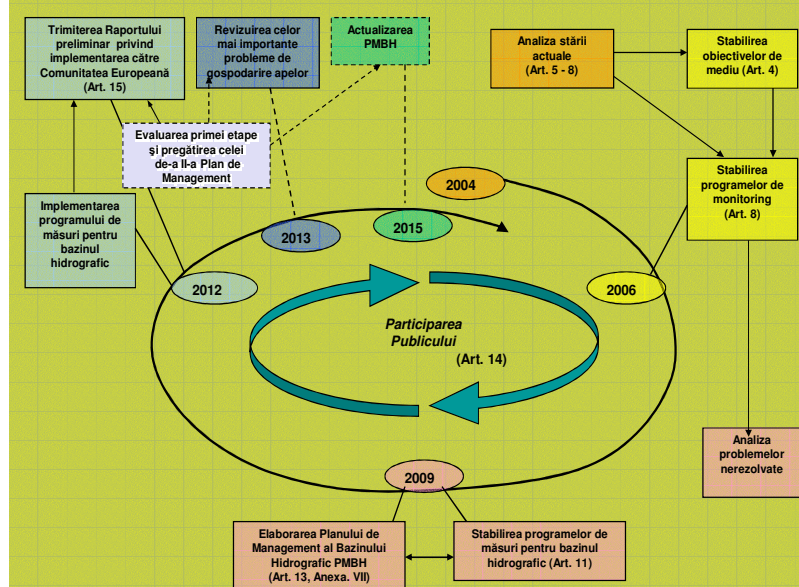 Trimiterea Raportului
preliminar privind
implementarea către
Comunitatea Europeană
(Art. 15)
Revizuirea celor
mai importante
probleme de
gospodărire apelor
Actualizarea
PMBH
Analiza stării
actuale
(Art. 5 - 8)
Stabilirea
obiectivelor de
mediu (Art. 4)
Evaluarea primei etape
şi pregătirea celei
de-a II-a Plan de
Management
Implementarea
programului de
măsuri pentru
bazinul
hidrografic
Stabilirea
programelor de
monitoring
(Art. 8)
2004
2015
2013
2012
2006
Participarea
Publicului
(Art. 14)
2009
Analiza
problemelor
nerezolvate
Elaborarea Planului de
Management al Bazinului
Hidrografic PMBH
(Art. 13, Anexa. VII)
Stabilirea programelor de
măsuri pentru bazinul
hidrografic (Art. 11)